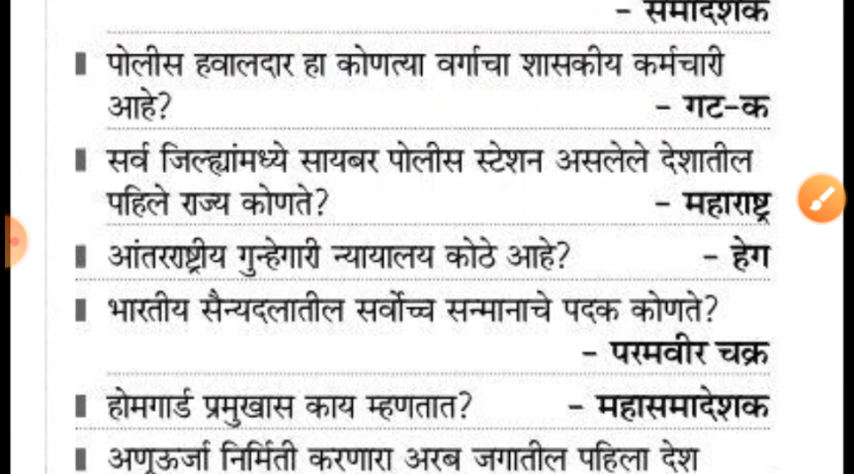 - समादेशक
पोलीस हवालदार हा कोणत्या वर्गाचा शासकीय कर्मचारी
आहे? - गट-क
सर्व जिल्ह्यांमध्ये सायबर पोलीस स्टेशन असलेले देशातील
पहिले राज्य कोणते? - महाराष्ट्र
आंतरराष्ट्रीय गुन्हेगारी न्यायालय कोठे आहे? - हेग
भारतीय सैन्यदलातील सर्वोच्च सन्मानाचे पदक कोणते?
- परमवीर चक्र
होमगार्ड प्रमुखास काय म्हणतात? - महासमादेशक
अणूऊर्जा निर्मिती करणारा अरब जगातील पहिला देश